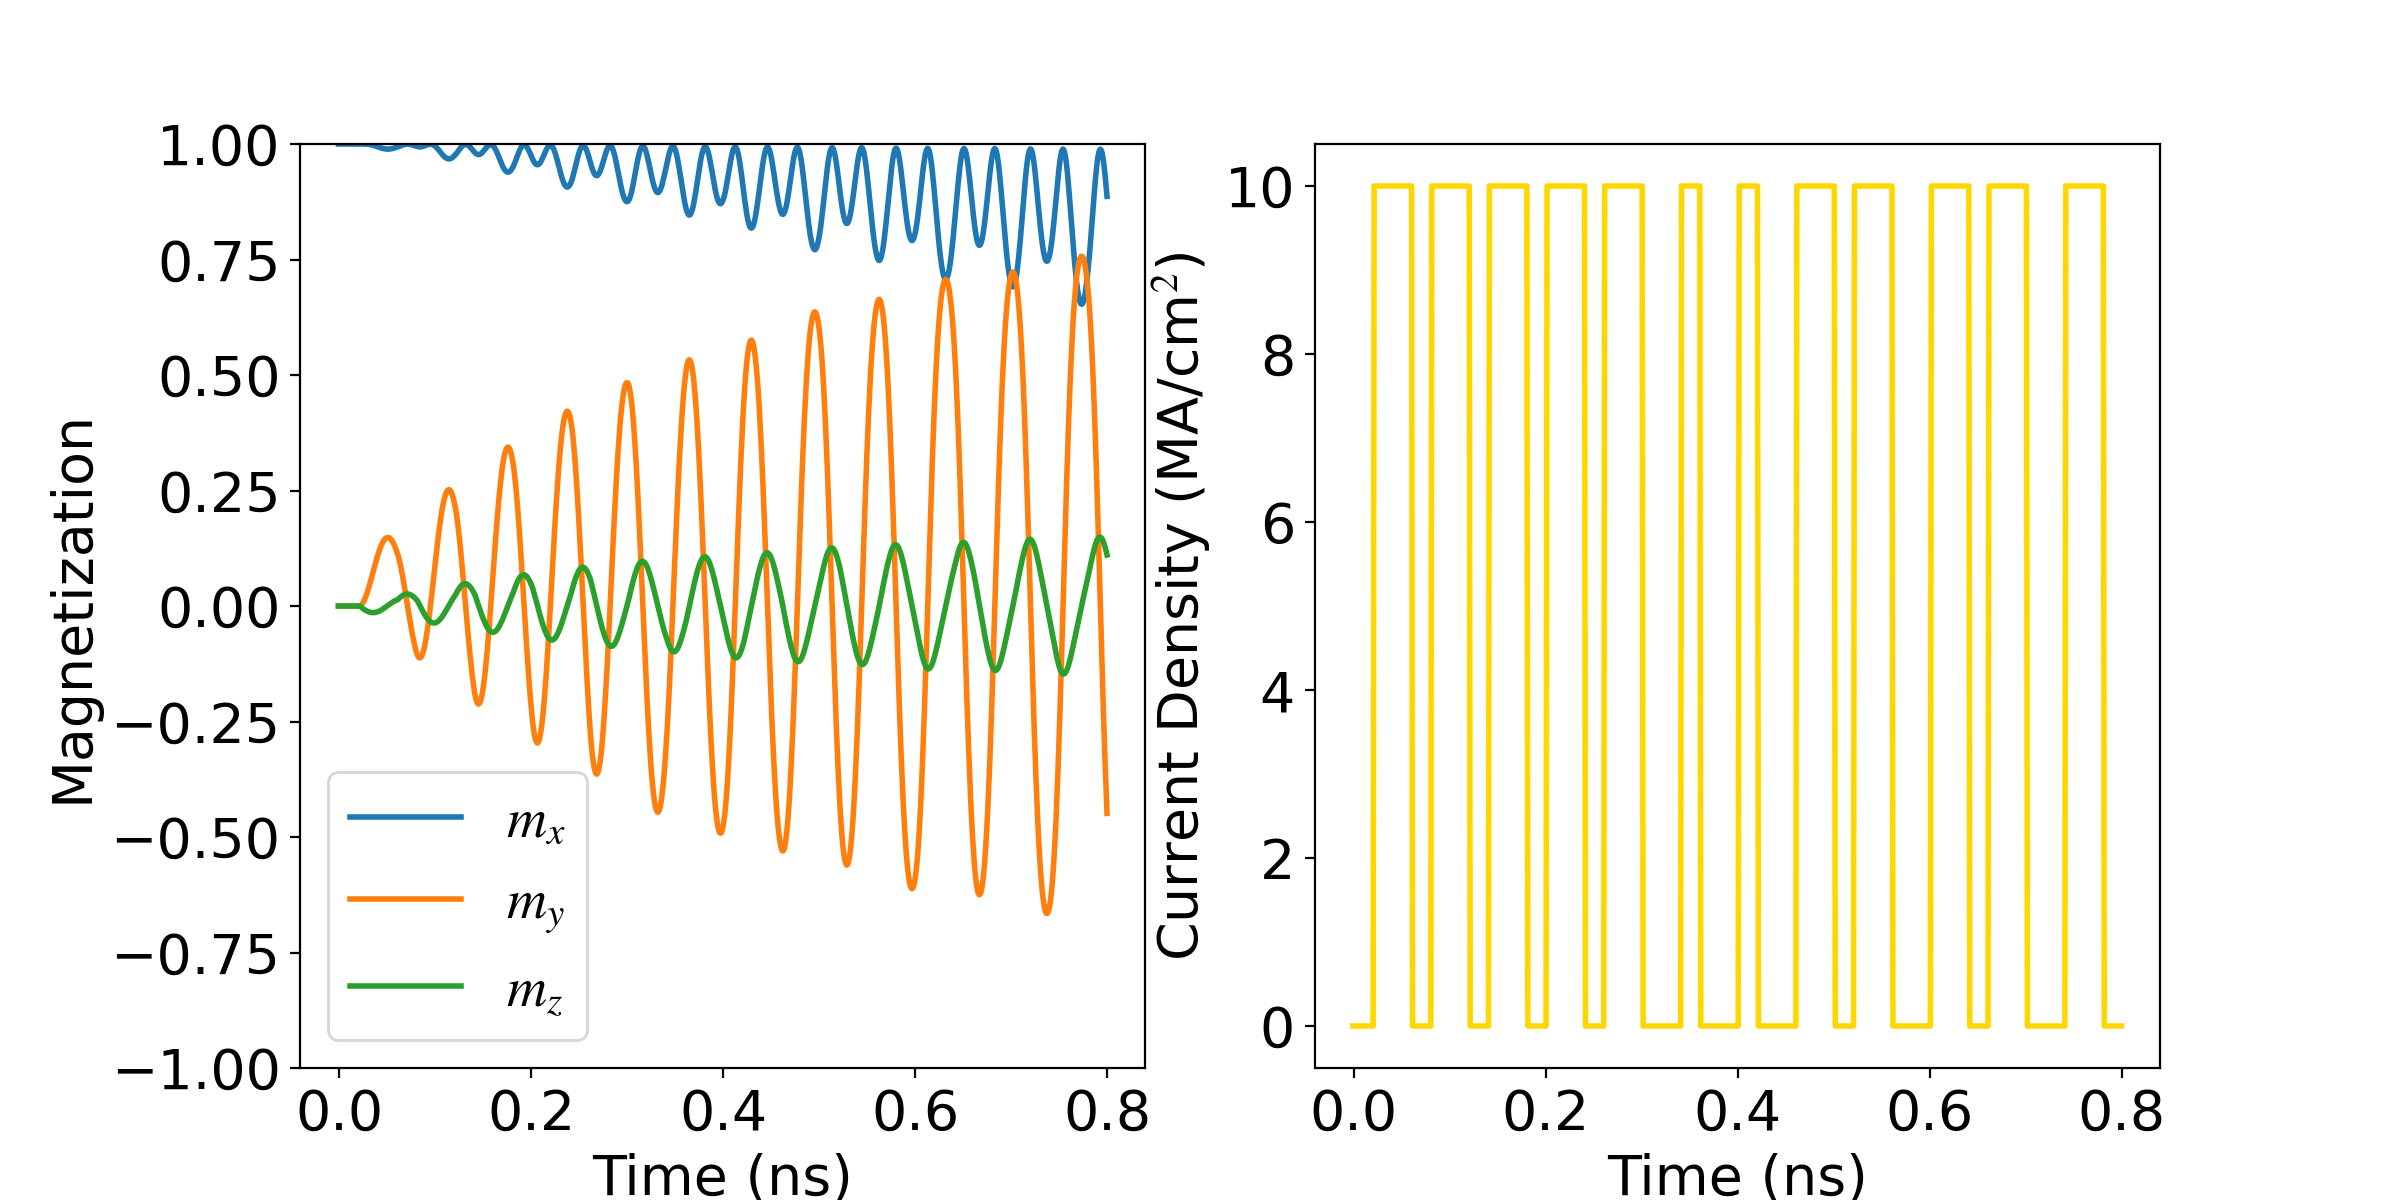 1.00
0.75
0.50
0.25
0.00
−0.25
−0.50
−0.75
−1.00
Magnetization
m_x
m_y
m_z
0.0 0.2 0.4 0.6 0.8
Time (ns)
10
8
6
4
2
0
Current Density (MA/cm²)
0.0 0.2 0.4 0.6 0.8
Time (ns)